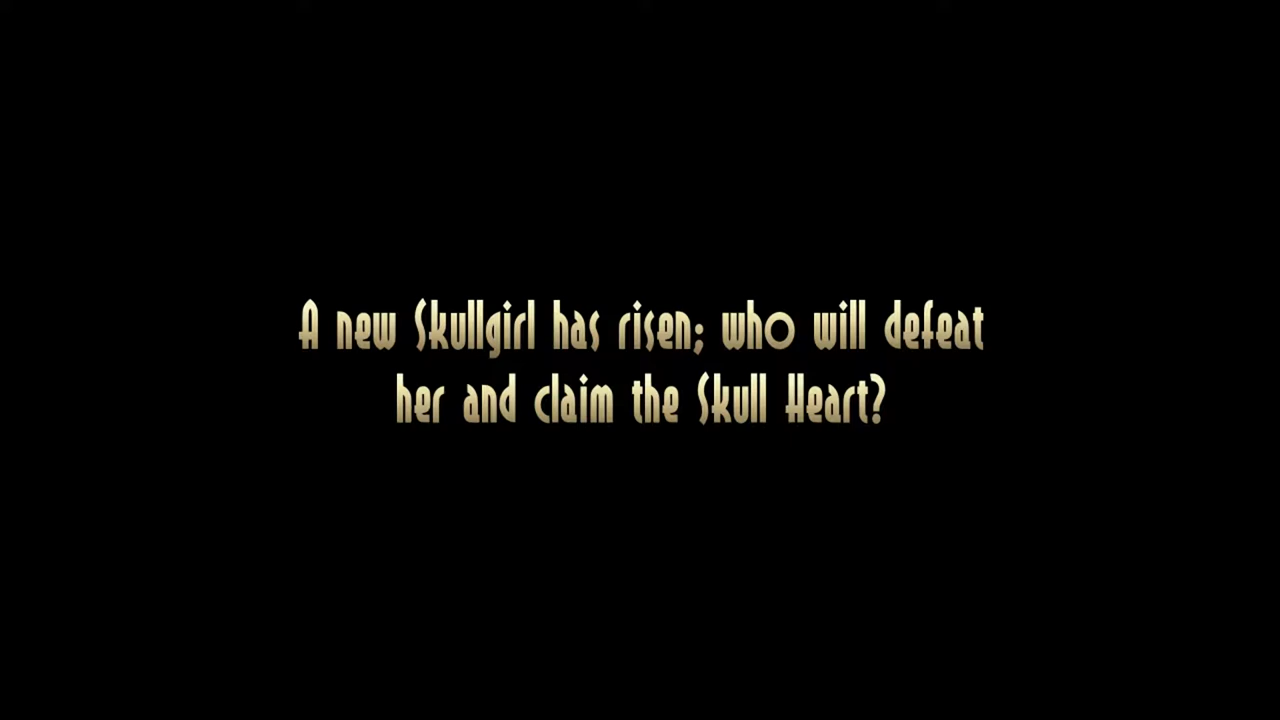 A new Skullgirl has risen; who will defeat
her and claim the Skull Heart?